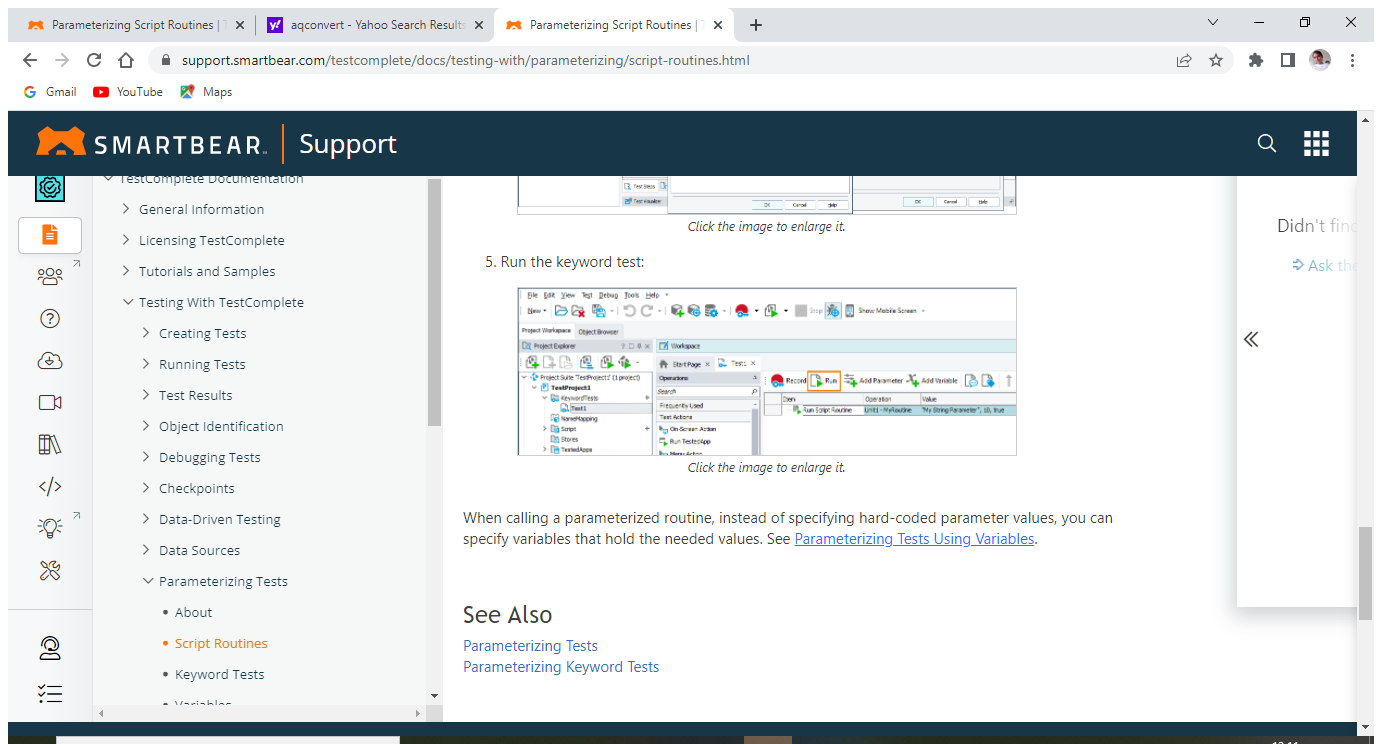 Parameterizing Script Routines | T
aqconvert - Yahoo Search Results
Parameterizing Script Routines | T
support.smartbear.com/testcomplete/docs/testing-with/parameterizing/script-routines.html
Gmail
YouTube
Maps
SMARTBEAR
Support
TestComplete Documentation
General Information
Licensing TestComplete
Tutorials and Samples
Testing With TestComplete
Creating Tests
Running Tests
Test Results
Object Identification
Debugging Tests
Checkpoints
Data-Driven Testing
Data Sources
Parameterizing Tests
About
Script Routines
Keyword Tests
Variables
Test Steps
Test Visualizer
OK Cancel Help
OK Cancel Help
Click the image to enlarge it.
5. Run the keyword test:
File Edit View Test Debug Tools Help
New
Stop
Show Mobile Screen
Project Workspace Object Browser
Project Explorer
Workspace
Start Page
Test1
Project Suite 'TestProject1' (1 project)
TestProject1
KeywordTests
Test1
NameMapping
Script
Stores
TestedApps
Operations
Search
Frequently Used
Test Actions
On-Screen Action
Run TestedApp
Menu Action
Record Run Add Parameter Add Variable
Item Operation Value
Run Script Routine Unit1 - MyRoutine "My String Parameter", 10, true
Click the image to enlarge it.
When calling a parameterized routine, instead of specifying hard-coded parameter values, you can
specify variables that hold the needed values. See Parameterizing Tests Using Variables.
See Also
Parameterizing Tests
Parameterizing Keyword Tests
Didn't find
Ask the